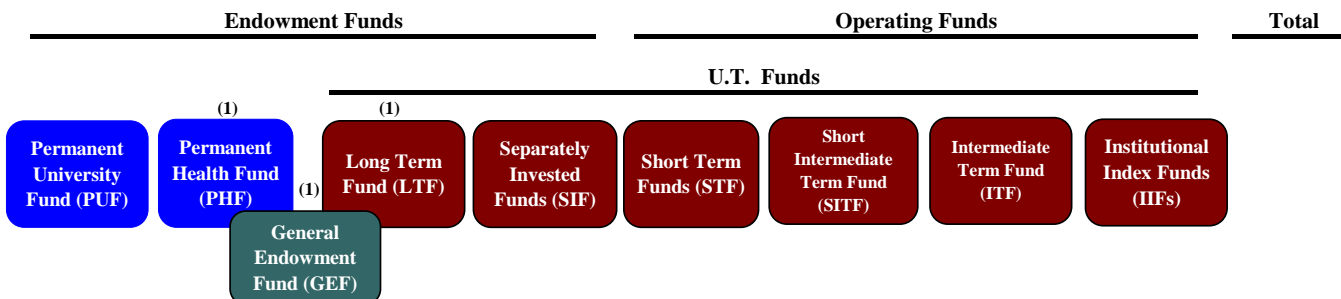 Endowment Funds
Operating Funds
Total
U.T. Funds
(1)
(1)
Permanent
University
Fund (PUF)
Permanent
Health Fund
(PHF)
(1)
Long Term
Fund (LTF)
Separately
Invested
Funds (SIF)
Short Term
Funds (STF)
Short
Intermediate
Term Fund
(SITF)
Intermediate
Term Fund
(ITF)
Institutional
Index Funds
(IIFs)
General
Endowment
Fund (GEF)